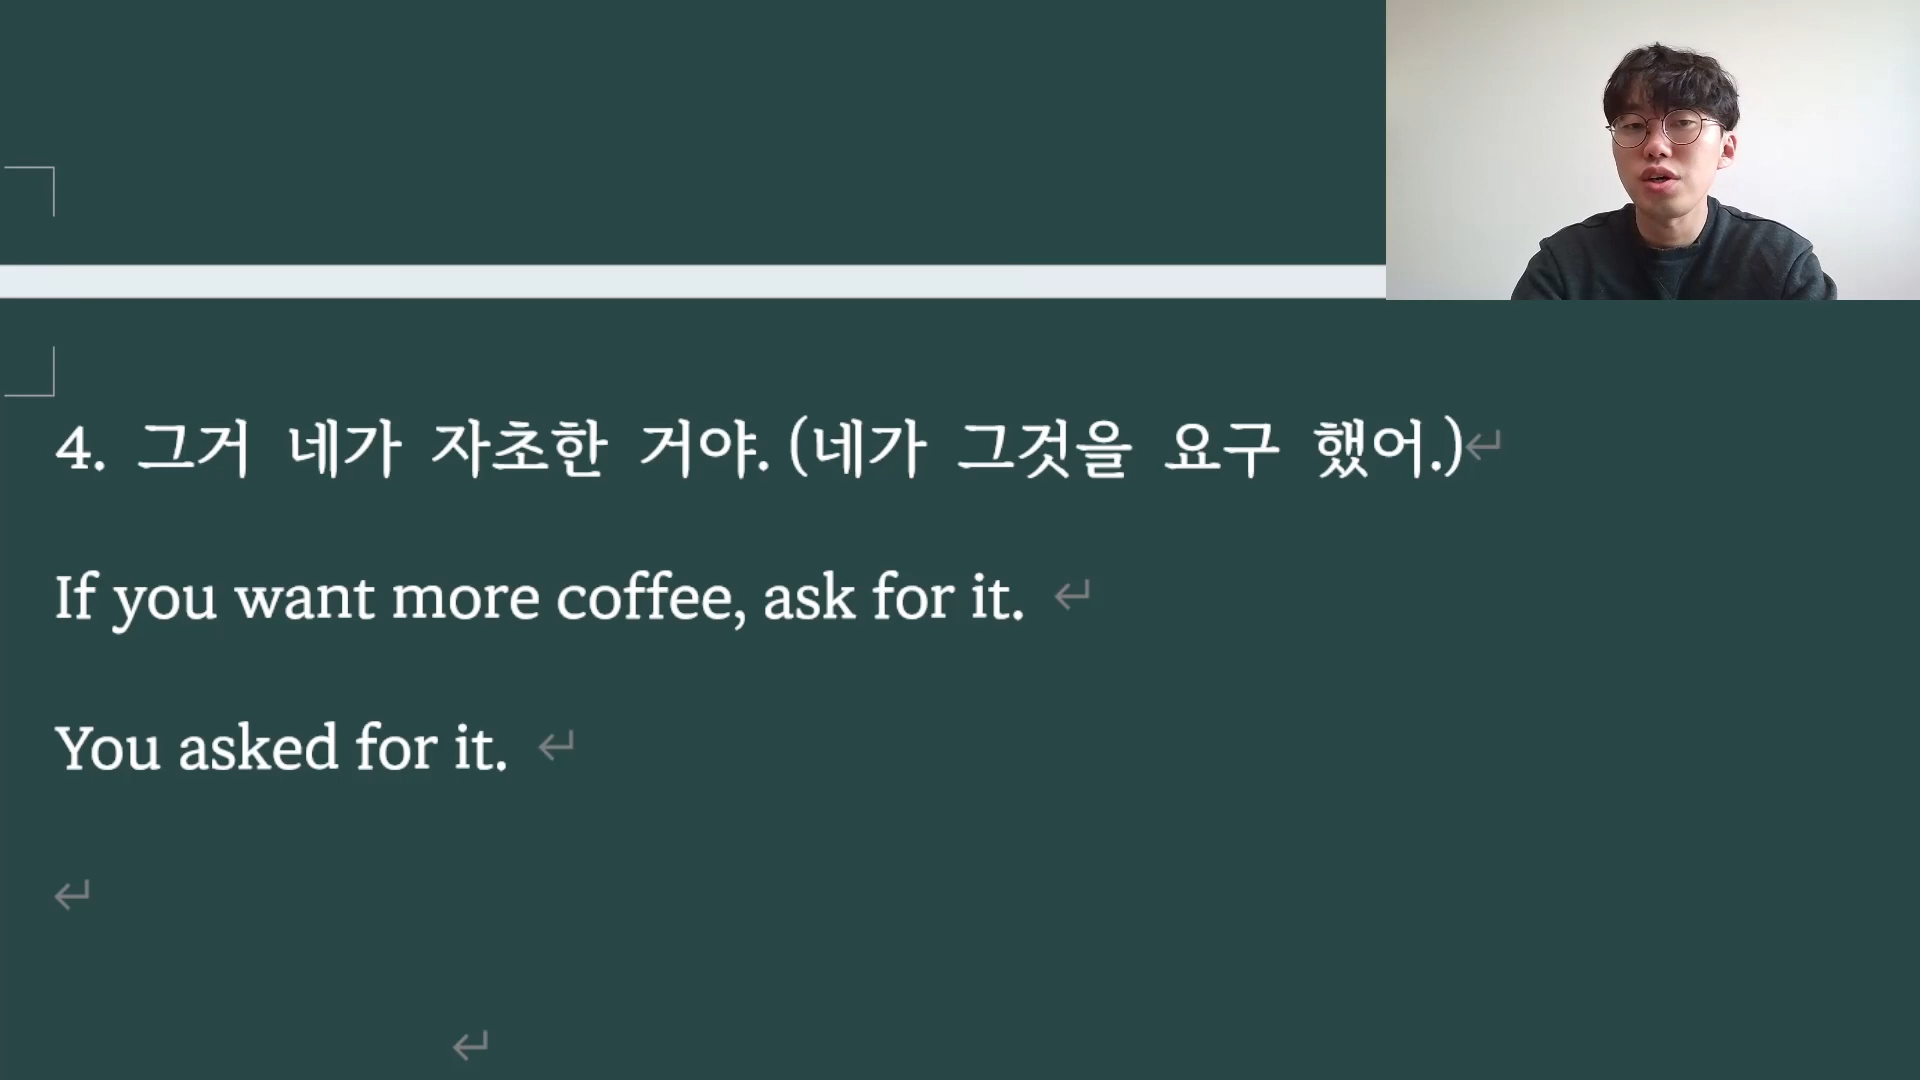 4. 그거 네가 자초한 거야. (네가 그것을 요구 했어.)
If you want more coffee, ask for it.
You asked for it.